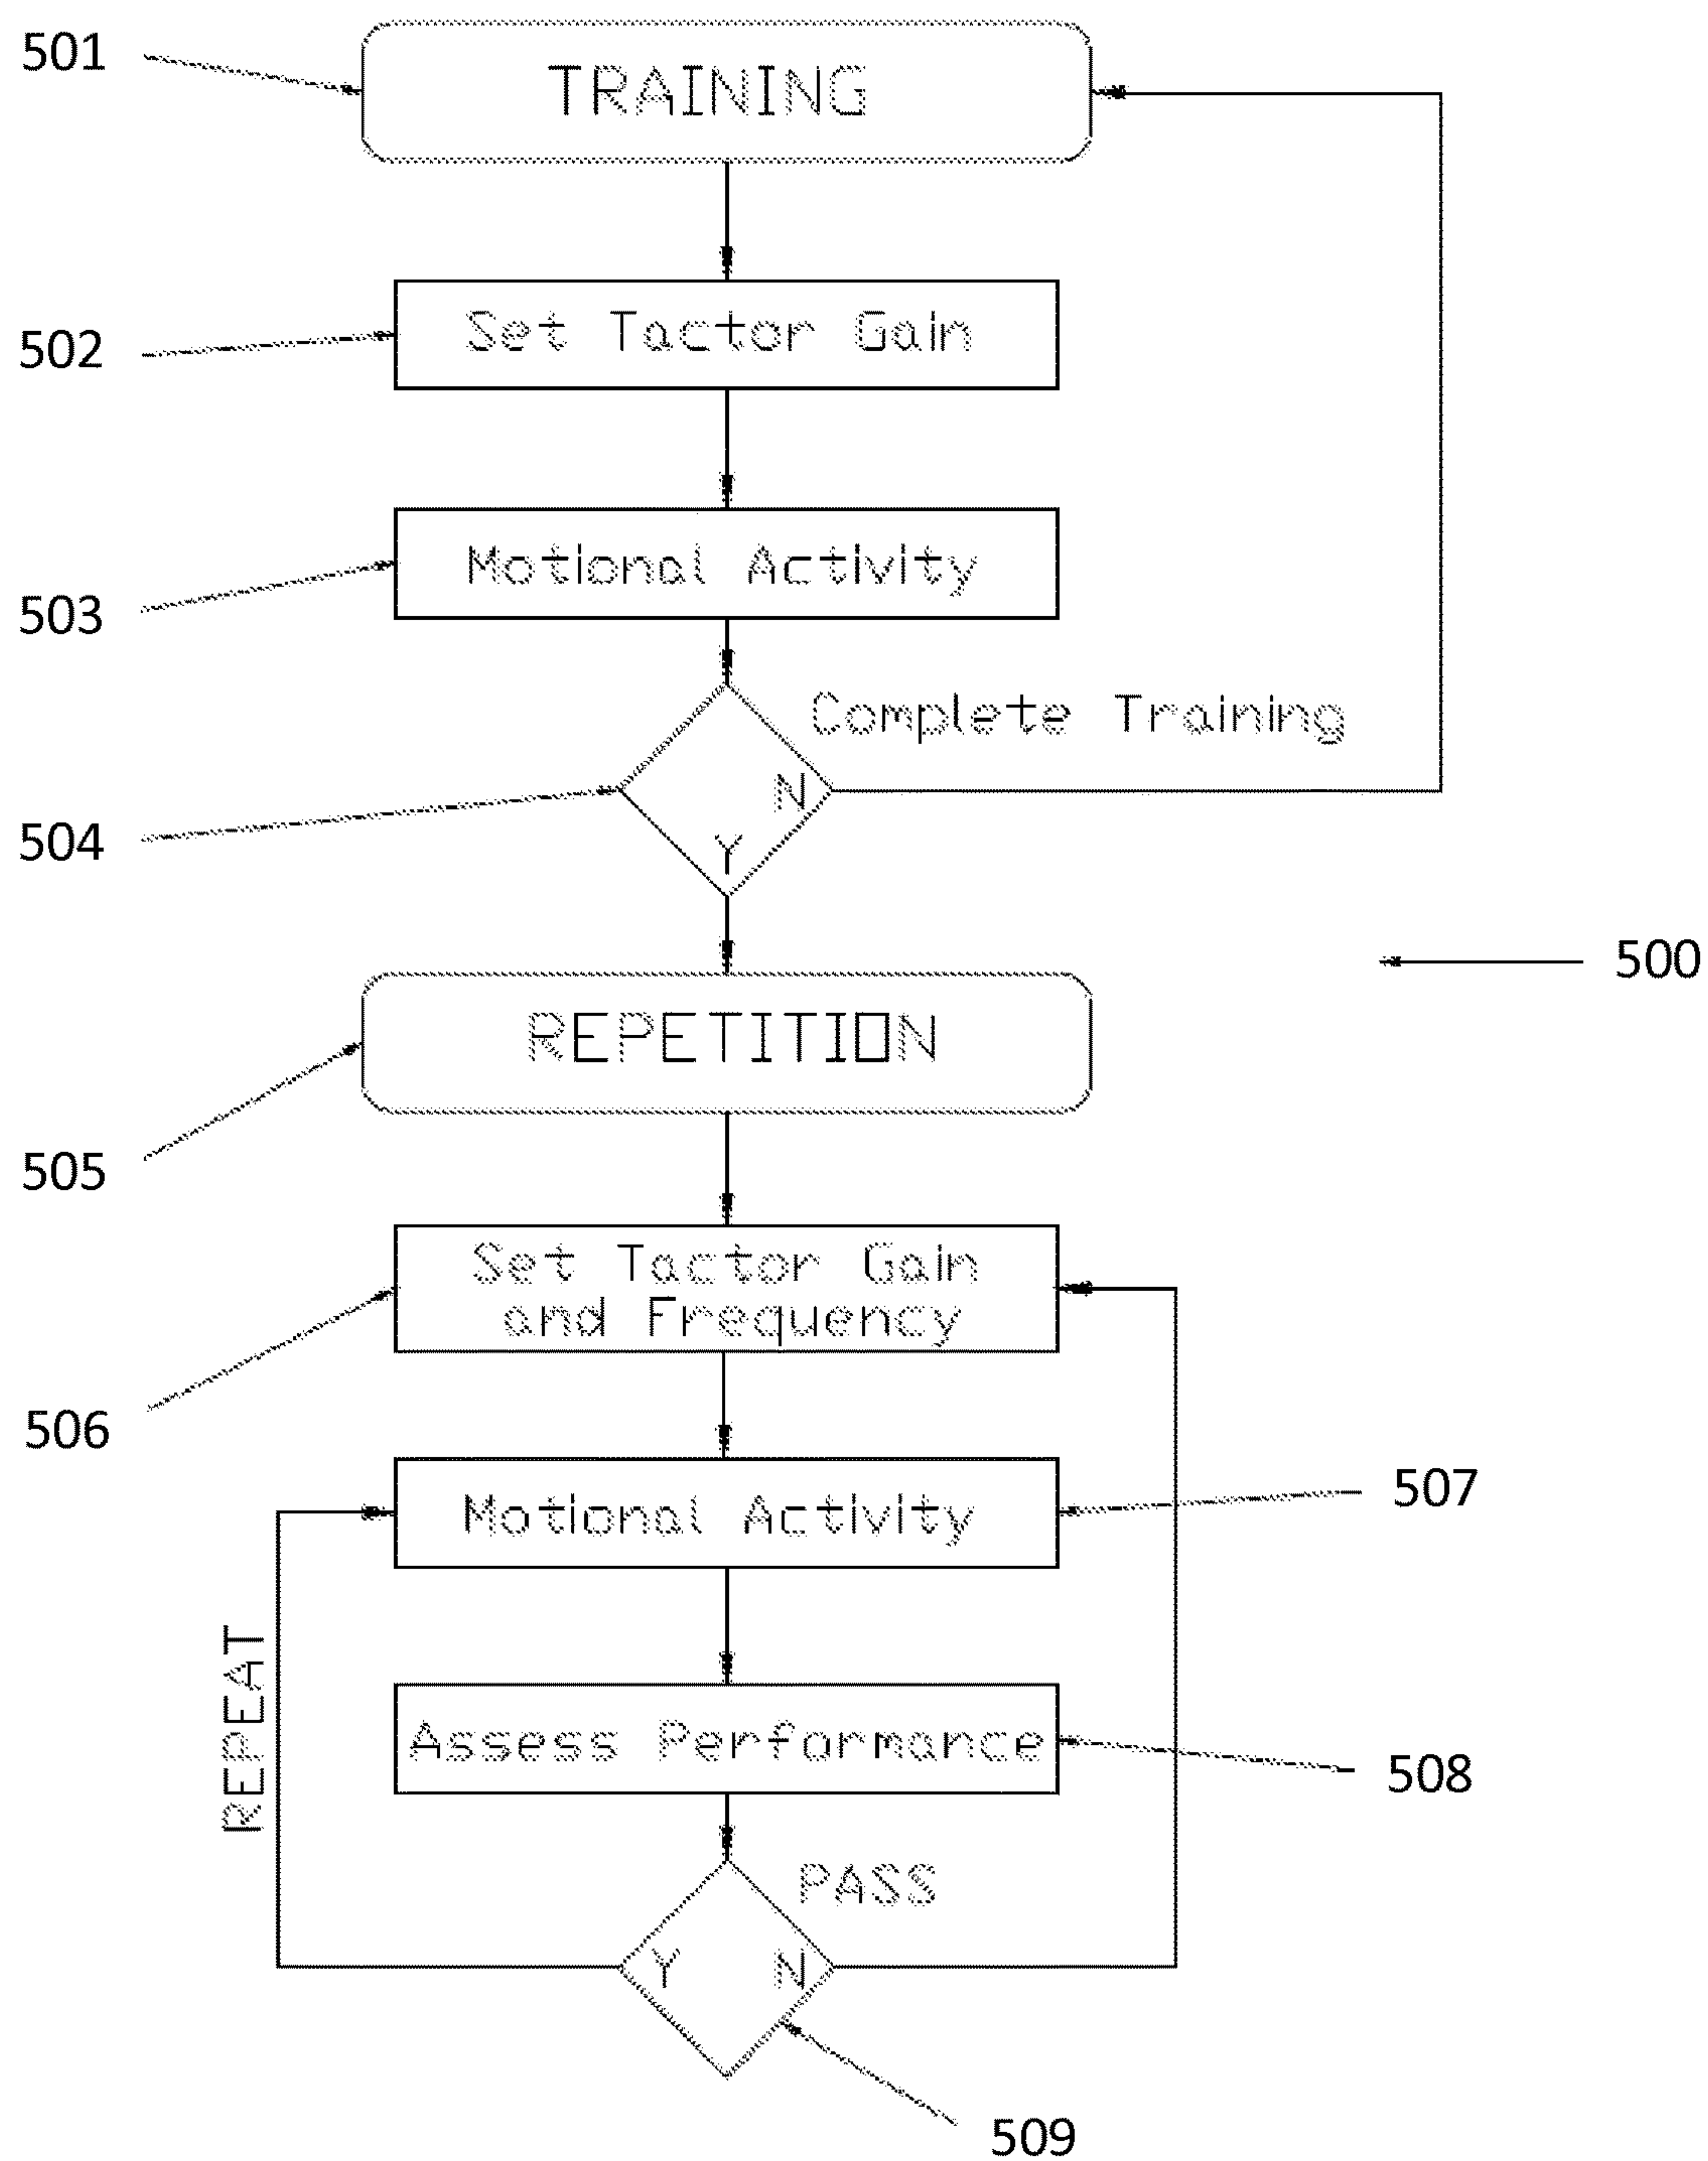 501
TRAINING
502
Set Tactor Gain
503
Motional Activity
Complete Training
N
504
Y
500
REPETITION
505
Set Tactor Gain
and Frequency
506
507
Motional Activity
REPEAT
Assess Performance
508
PASS
Y
N
509